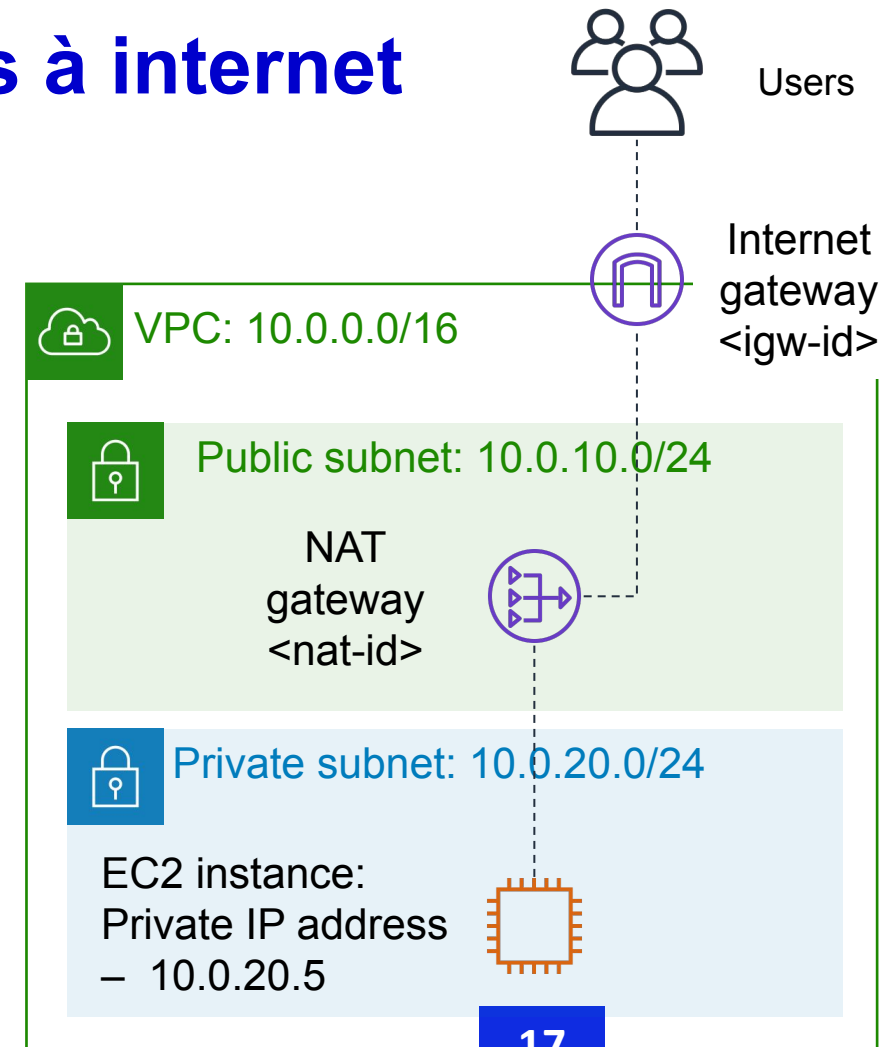 s à internet
Users
Internet
gateway
<igw-id>
VPC: 10.0.0.0/16
Public subnet: 10.0.10.0/24
NAT
gateway
<nat-id>
Private subnet: 10.0.20.0/24
EC2 instance:
Private IP address
– 10.0.20.5
17